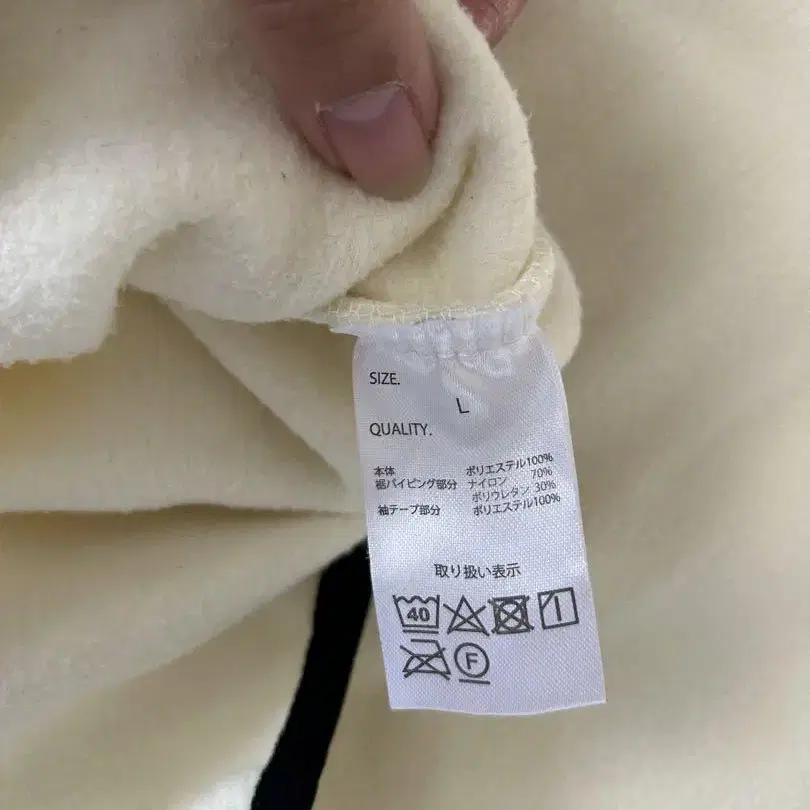 SIZE.
L
QUALITY.
本体 ポリエステル100%
裾パイピング部分 ナイロン 70%
ポリウレタン 30%
袖テープ部分 ポリエステル100%
取り扱い表示
40
F